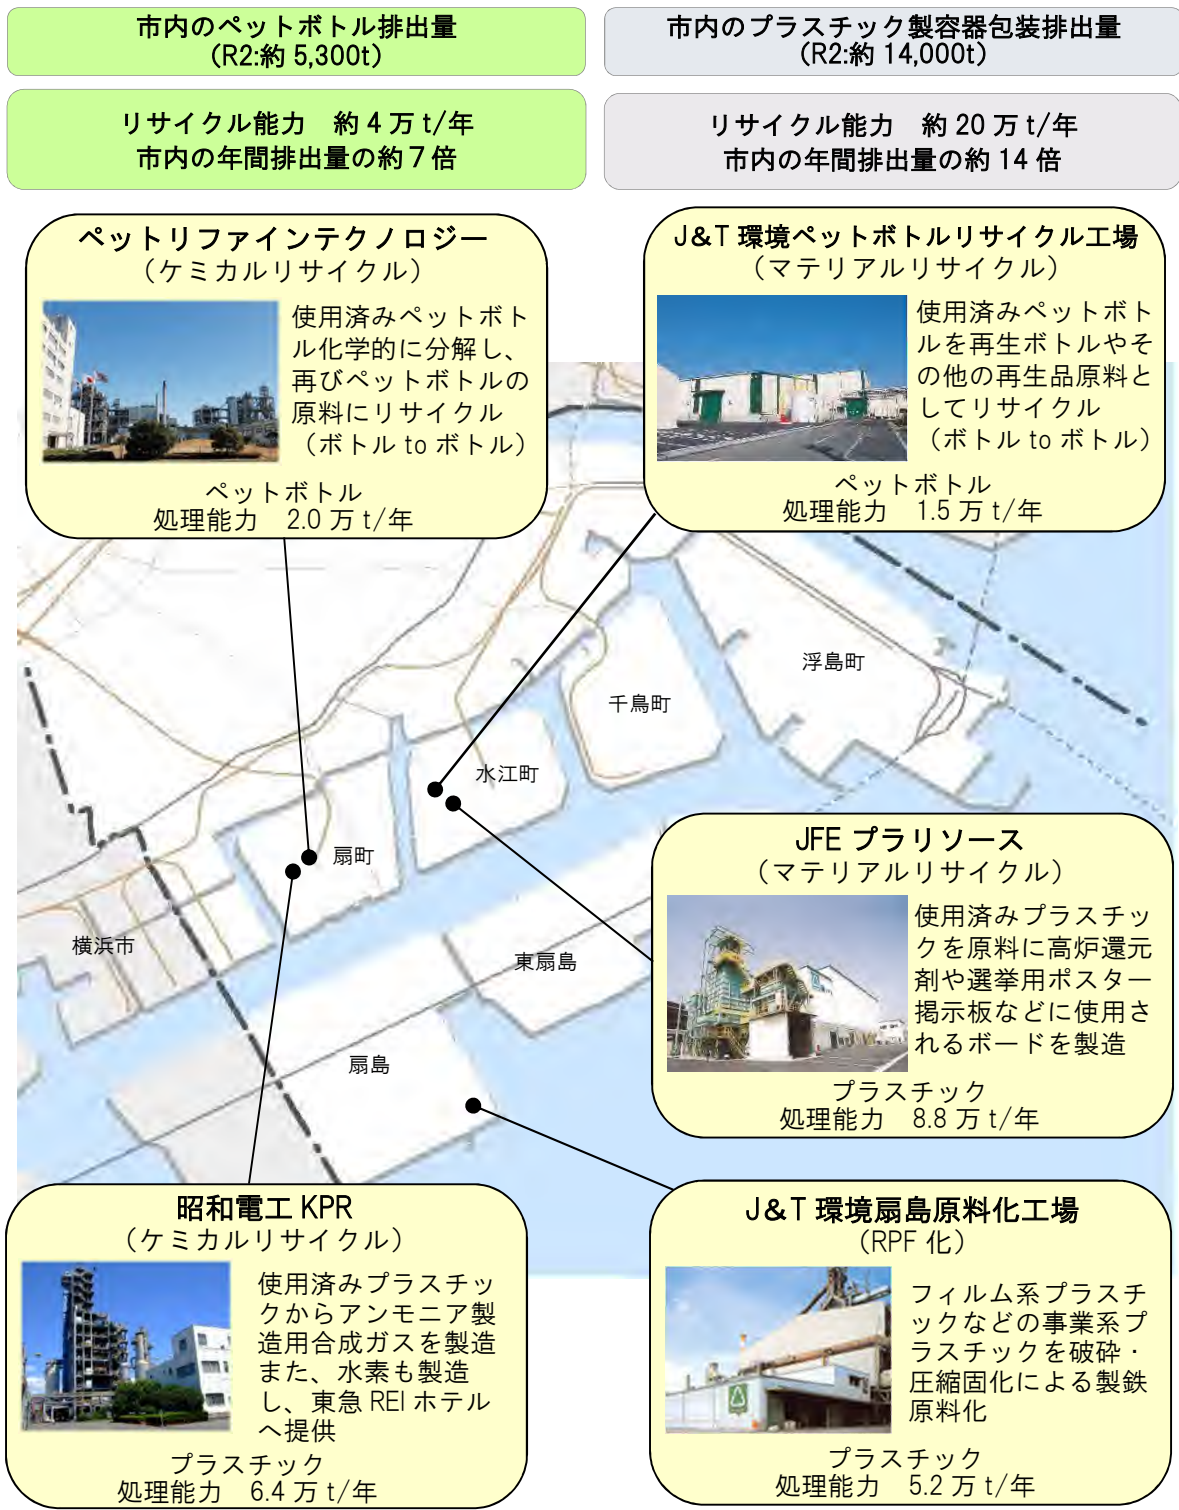 市内のペットボトル排出量
(R2:約 5,300t)
市内のプラスチック製容器包装排出量
(R2:約 14,000t)
リサイクル能力　約 4 万 t/年
市内の年間排出量の約 7 倍
リサイクル能力　約 20 万 t/年
市内の年間排出量の約 14 倍
ペットリファインテクノロジー
（ケミカルリサイクル）
使用済みペットボト
ル化学的に分解し、
再びペットボトルの
原料にリサイクル
（ボトル to ボトル）
ペットボトル
処理能力　2.0 万 t/年
J&T 環境ペットボトルリサイクル工場
（マテリアルリサイクル）
使用済みペットボト
ルを再生ボトルやそ
の他の再生品原料と
してリサイクル
（ボトル to ボトル）
ペットボトル
処理能力　1.5 万 t/年
浮島町
千鳥町
水江町
扇町
横浜市
東扇島
扇島
JFE プラリソース
（マテリアルリサイクル）
使用済みプラスチッ
クを原料に高炉還元
剤や選挙用ポスター
掲示板などに使用さ
れるボードを製造
プラスチック
処理能力　8.8 万 t/年
昭和電工 KPR
（ケミカルリサイクル）
使用済みプラスチッ
クからアンモニア製
造用合成ガスを製造
また、水素も製造
し、東急 REI ホテル
へ提供
プラスチック
処理能力　6.4 万 t/年
J&T 環境扇島原料化工場
（RPF 化）
フィルム系プラスチ
ックなどの事業系プ
ラスチックを破砕・
圧縮固化による製鉄
原料化
プラスチック
処理能力　5.2 万 t/年